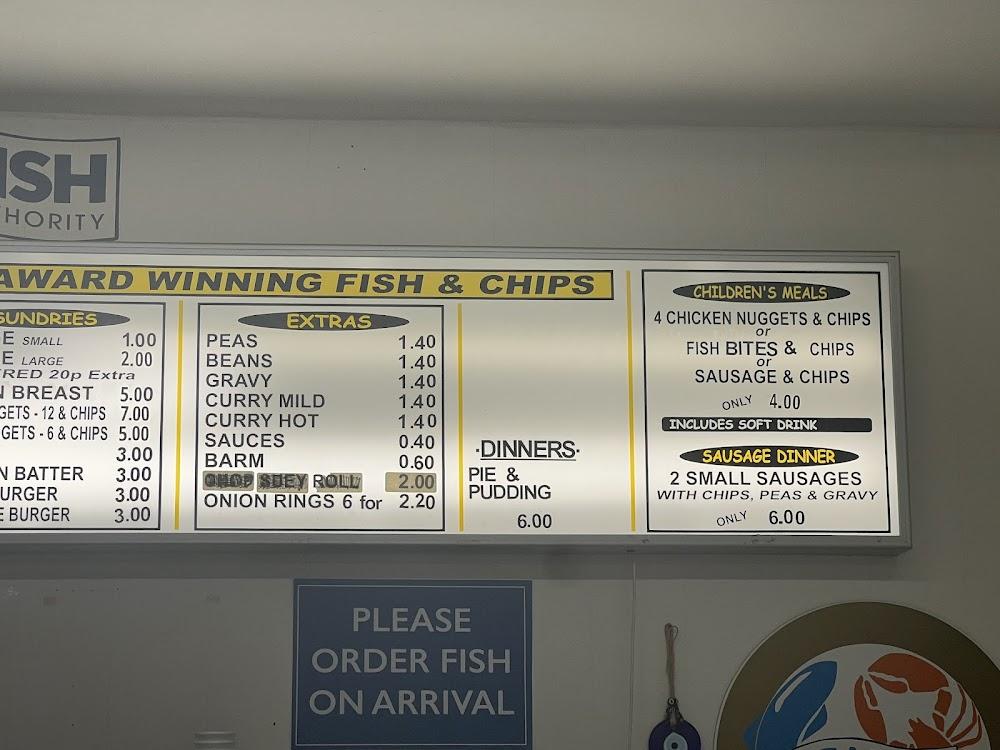 ISH
HORITY
AWARD WINNING FISH & CHIPS
SUNDRIES
E SMALL 1.00
E LARGE 2.00
RED 20p Extra
N BREAST 5.00
GETS - 12 & CHIPS 7.00
GETS - 6 & CHIPS 5.00
3.00
N BATTER 3.00
URGER 3.00
E BURGER 3.00
EXTRAS
PEAS 1.40
BEANS 1.40
GRAVY 1.40
CURRY MILD 1.40
CURRY HOT 1.40
SAUCES 0.40
BARM 0.60
CHOP SUEY ROLL 2.00
ONION RINGS 6 for 2.20
·DINNERS·
PIE &
PUDDING
6.00
CHILDREN'S MEALS
4 CHICKEN NUGGETS & CHIPS
or
FISH BITES & CHIPS
or
SAUSAGE & CHIPS
ONLY 4.00
INCLUDES SOFT DRINK
SAUSAGE DINNER
2 SMALL SAUSAGES
WITH CHIPS, PEAS & GRAVY
ONLY 6.00
PLEASE
ORDER FISH
ON ARRIVAL